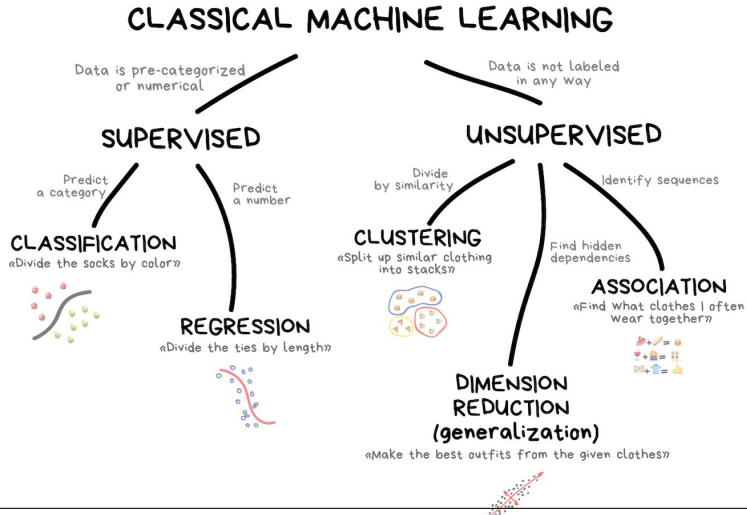 CLASSICAL MACHINE LEARNING
Data is pre-categorized
or numerical
Data is not labeled
in any way
SUPERVISED
UNSUPERVISED
Predict
a category
Predict
a number
Divide
by similarity
Identify sequences
Find hidden
dependencies
CLASSIFICATION
«Divide the socks by color»
REGRESSION
«Divide the ties by length»
CLUSTERING
«Split up similar clothing
into stacks»
ASSOCIATION
«Find what clothes I often
wear together»
DIMENSION
REDUCTION
(generalization)
«Make the best outfits from the given clothes»